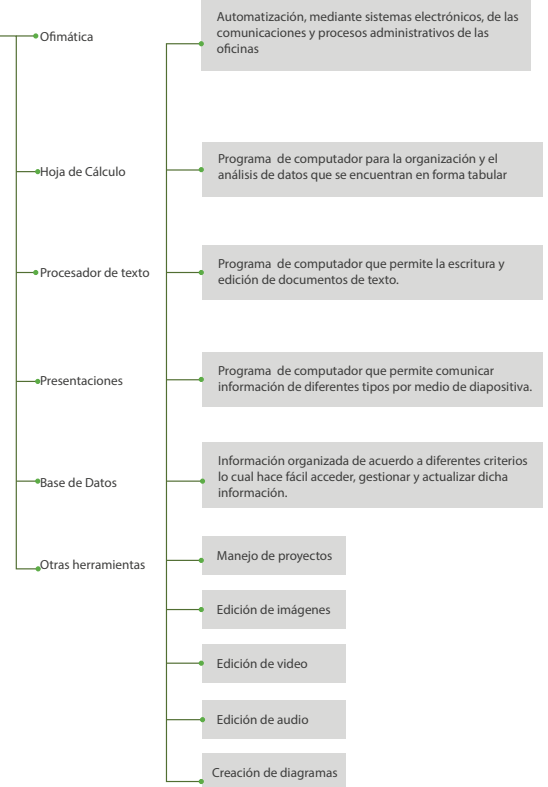 Ofimática
Automatización, mediante sistemas electrónicos, de las
comunicaciones y procesos administrativos de las
oficinas
Hoja de Cálculo
Programa de computador para la organización y el
análisis de datos que se encuentran en forma tabular
Procesador de texto
Programa de computador que permite la escritura y
edición de documentos de texto.
Presentaciones
Programa de computador que permite comunicar
información de diferentes tipos por medio de diapositiva.
Base de Datos
Información organizada de acuerdo a diferentes criterios
lo cual hace fácil acceder, gestionar y actualizar dicha
información.
Otras herramientas
Manejo de proyectos
Edición de imágenes
Edición de video
Edición de audio
Creación de diagramas